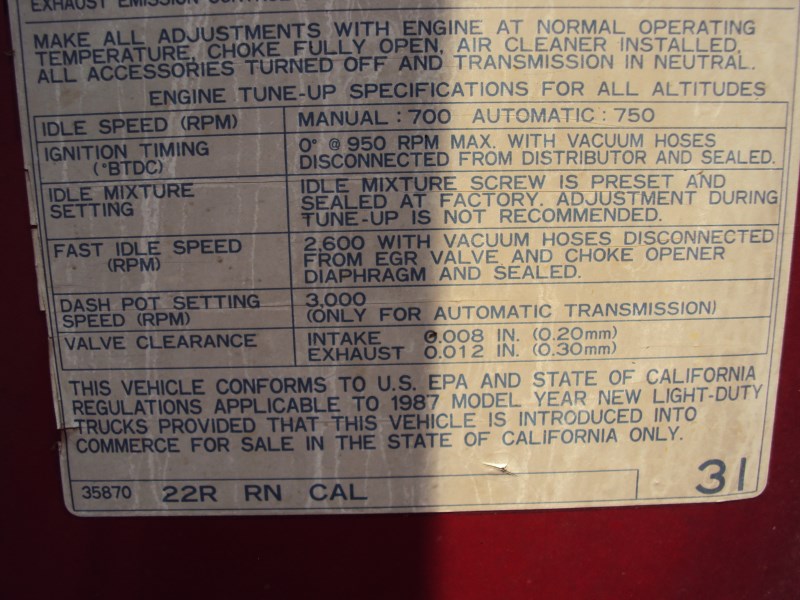 EXHAUST EMISSION CONTROL
MAKE ALL ADJUSTMENTS WITH ENGINE AT NORMAL OPERATING
TEMPERATURE, CHOKE FULLY OPEN, AIR CLEANER INSTALLED,
ALL ACCESSORIES TURNED OFF AND TRANSMISSION IN NEUTRAL.
ENGINE TUNE-UP SPECIFICATIONS FOR ALL ALTITUDES
IDLE SPEED (RPM) MANUAL : 700 AUTOMATIC : 750
IGNITION TIMING
(°BTDC)
0° @ 950 RPM MAX. WITH VACUUM HOSES
DISCONNECTED FROM DISTRIBUTOR AND SEALED.
IDLE MIXTURE
SETTING
IDLE MIXTURE SCREW IS PRESET AND
SEALED AT FACTORY. ADJUSTMENT DURING
TUNE-UP IS NOT RECOMMENDED.
FAST IDLE SPEED
(RPM)
2,600 WITH VACUUM HOSES DISCONNECTED
FROM EGR VALVE AND CHOKE OPENER
DIAPHRAGM AND SEALED.
DASH POT SETTING
SPEED (RPM)
3,000
(ONLY FOR AUTOMATIC TRANSMISSION)
VALVE CLEARANCE
INTAKE 0.008 IN. (0.20mm)
EXHAUST 0.012 IN. (0.30mm)
THIS VEHICLE CONFORMS TO U.S. EPA AND STATE OF CALIFORNIA
REGULATIONS APPLICABLE TO 1987 MODEL YEAR NEW LIGHT-DUTY
TRUCKS PROVIDED THAT THIS VEHICLE IS INTRODUCED INTO
COMMERCE FOR SALE IN THE STATE OF CALIFORNIA ONLY.
35870 22R RN CAL 31